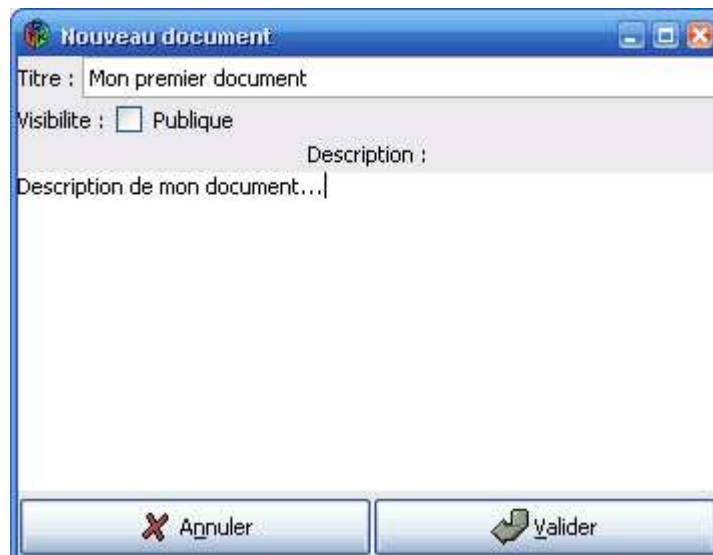 Nouveau document
Titre : Mon premier document
Visibilite : Publique
Description :
Description de mon document...
Annuler Valider